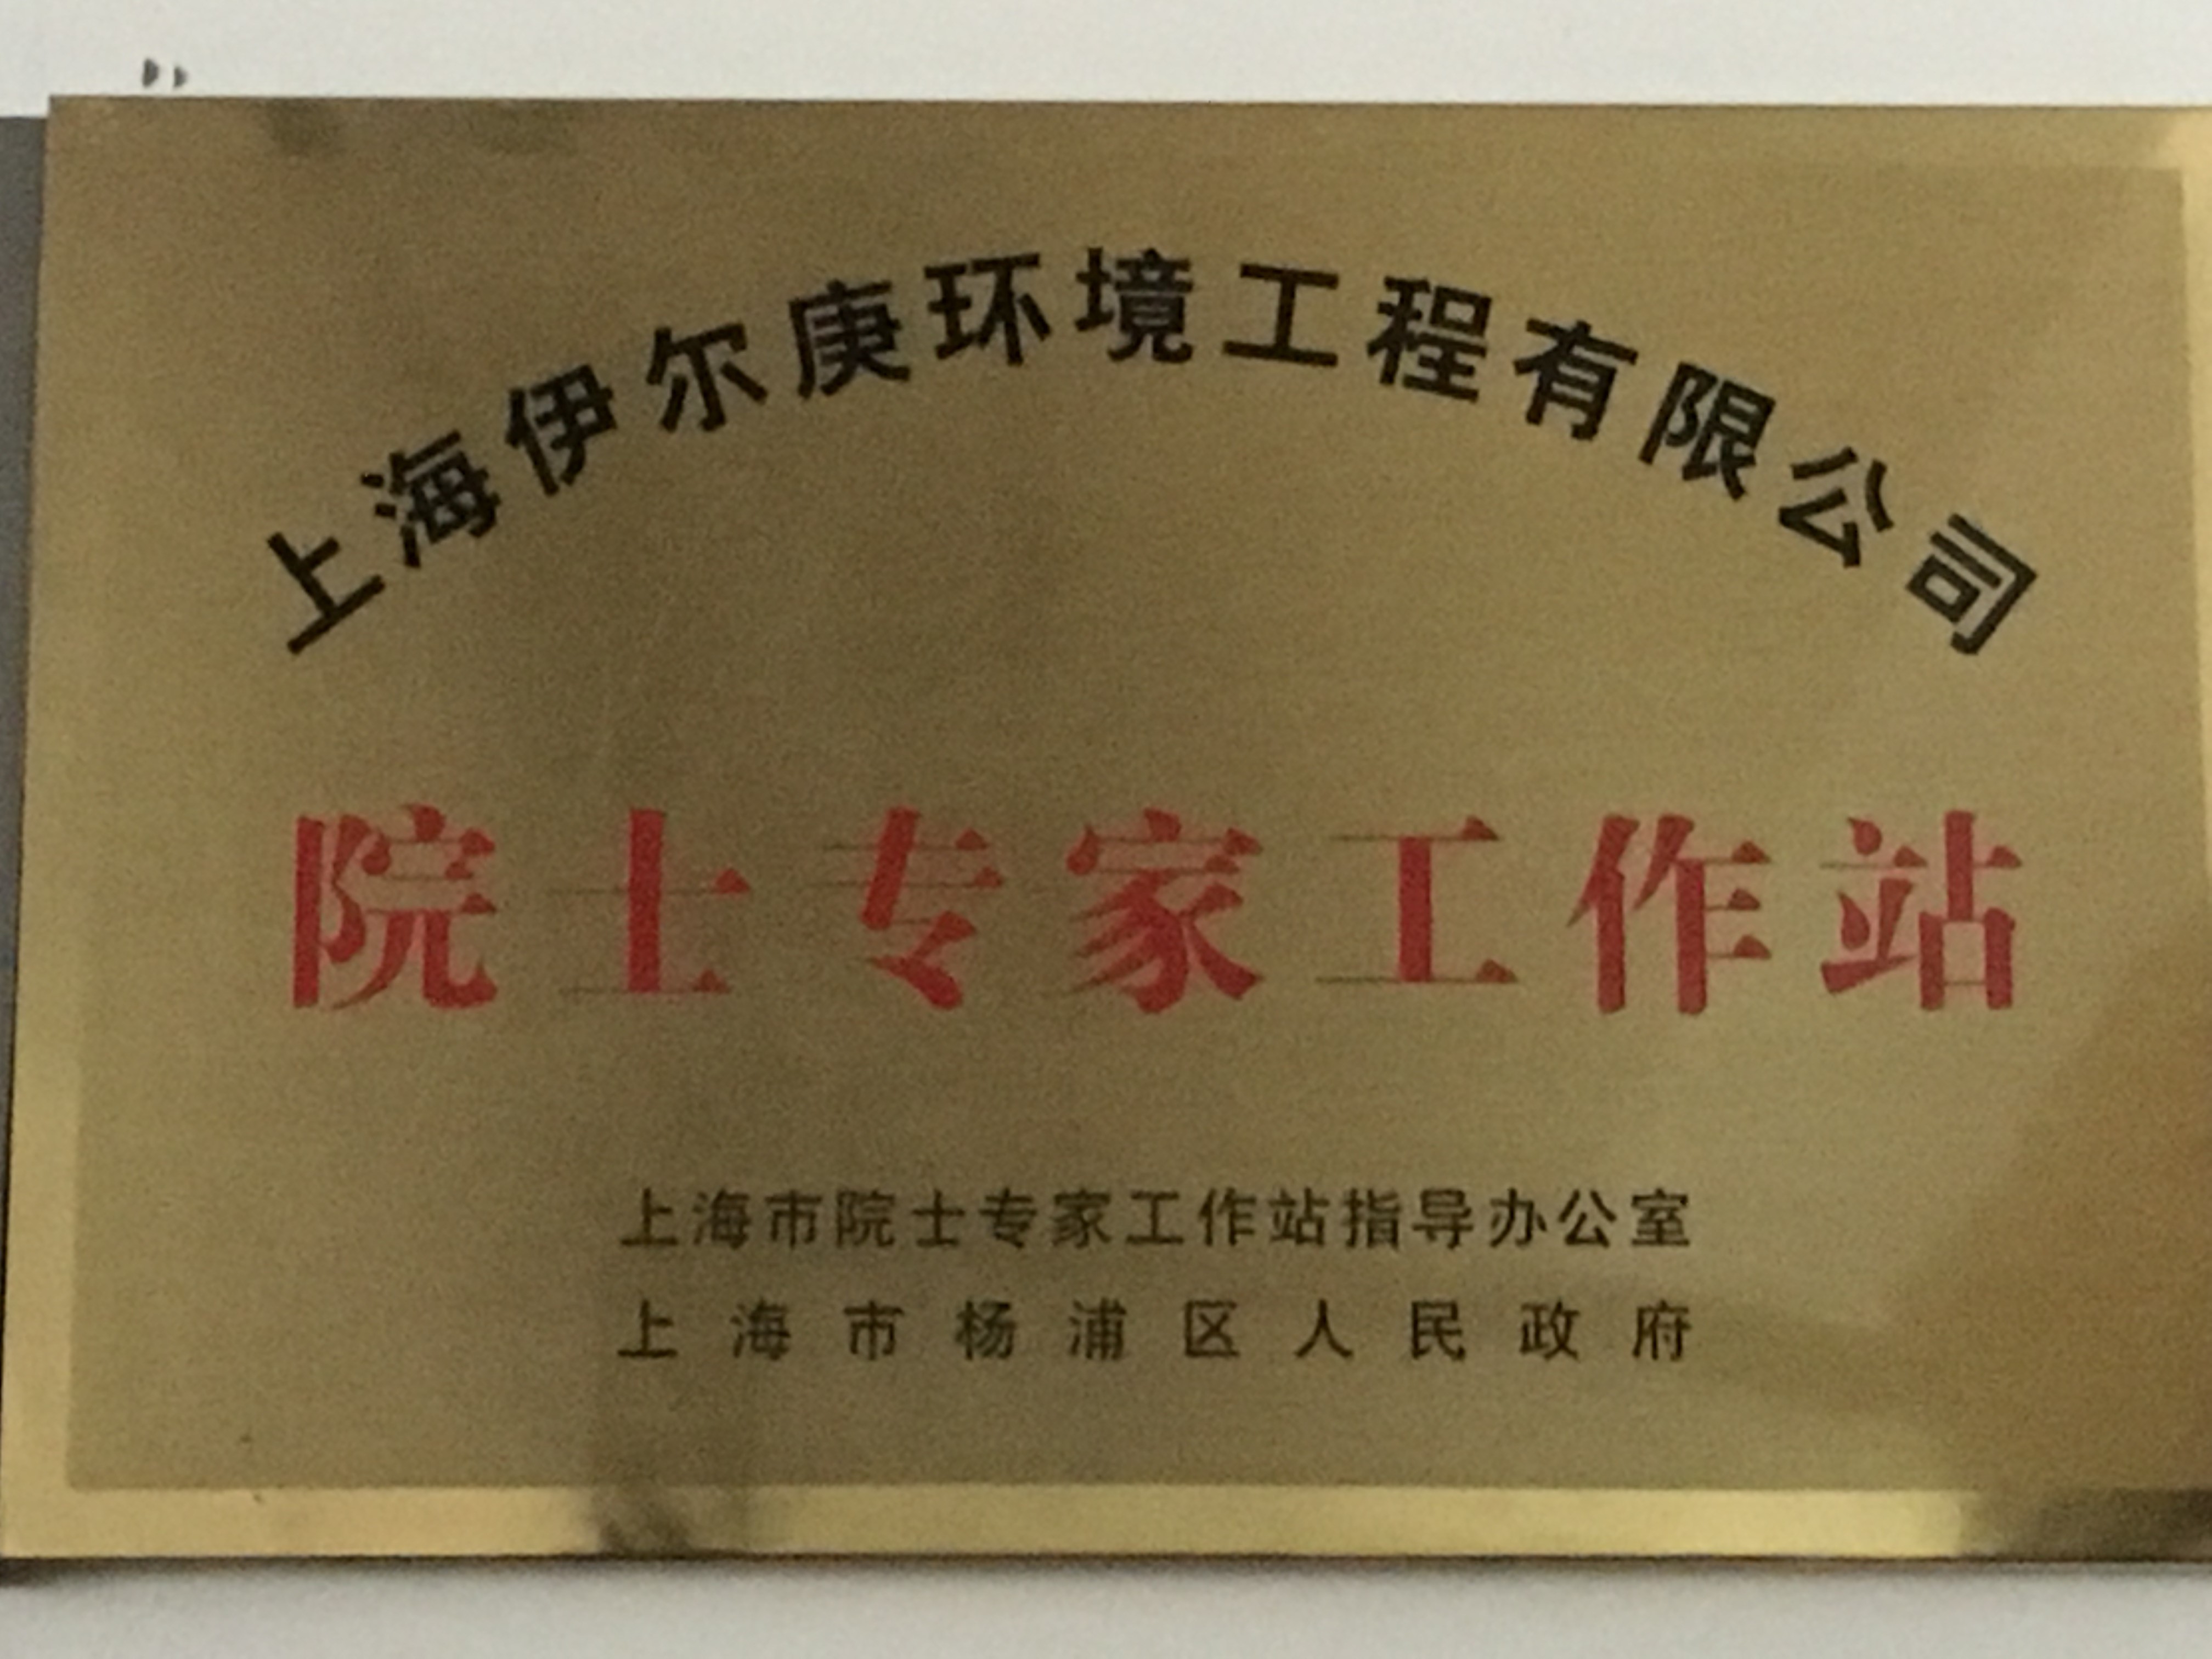 上海伊尔庚环境工程有限公司
院士专家工作站
上海市院士专家工作站指导办公室
上海市杨浦区人民政府